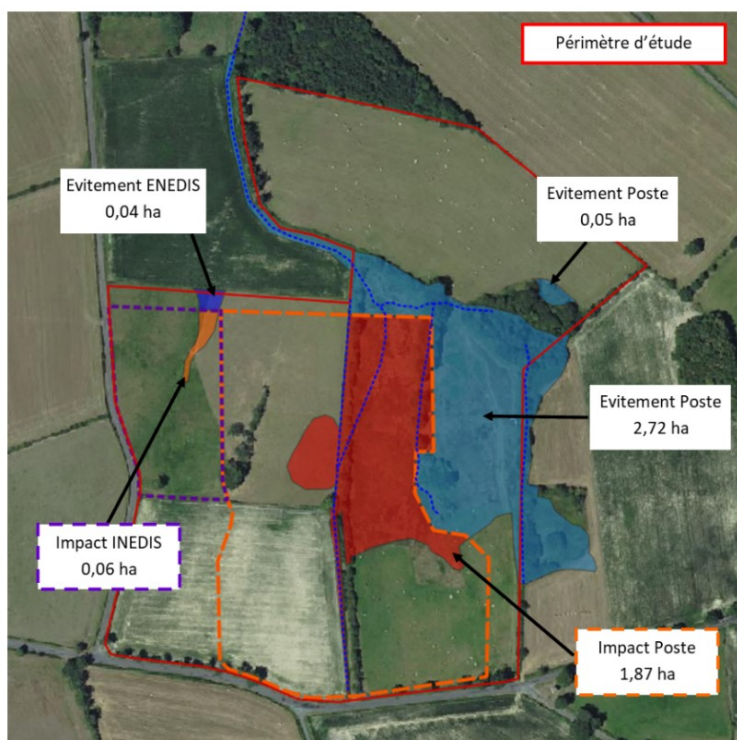 Périmètre d'étude
Evitement ENEDIS
0,04 ha
Evitement Poste
0,05 ha
Evitement Poste
2,72 ha
Impact INEDIS
0,06 ha
Impact Poste
1,87 ha